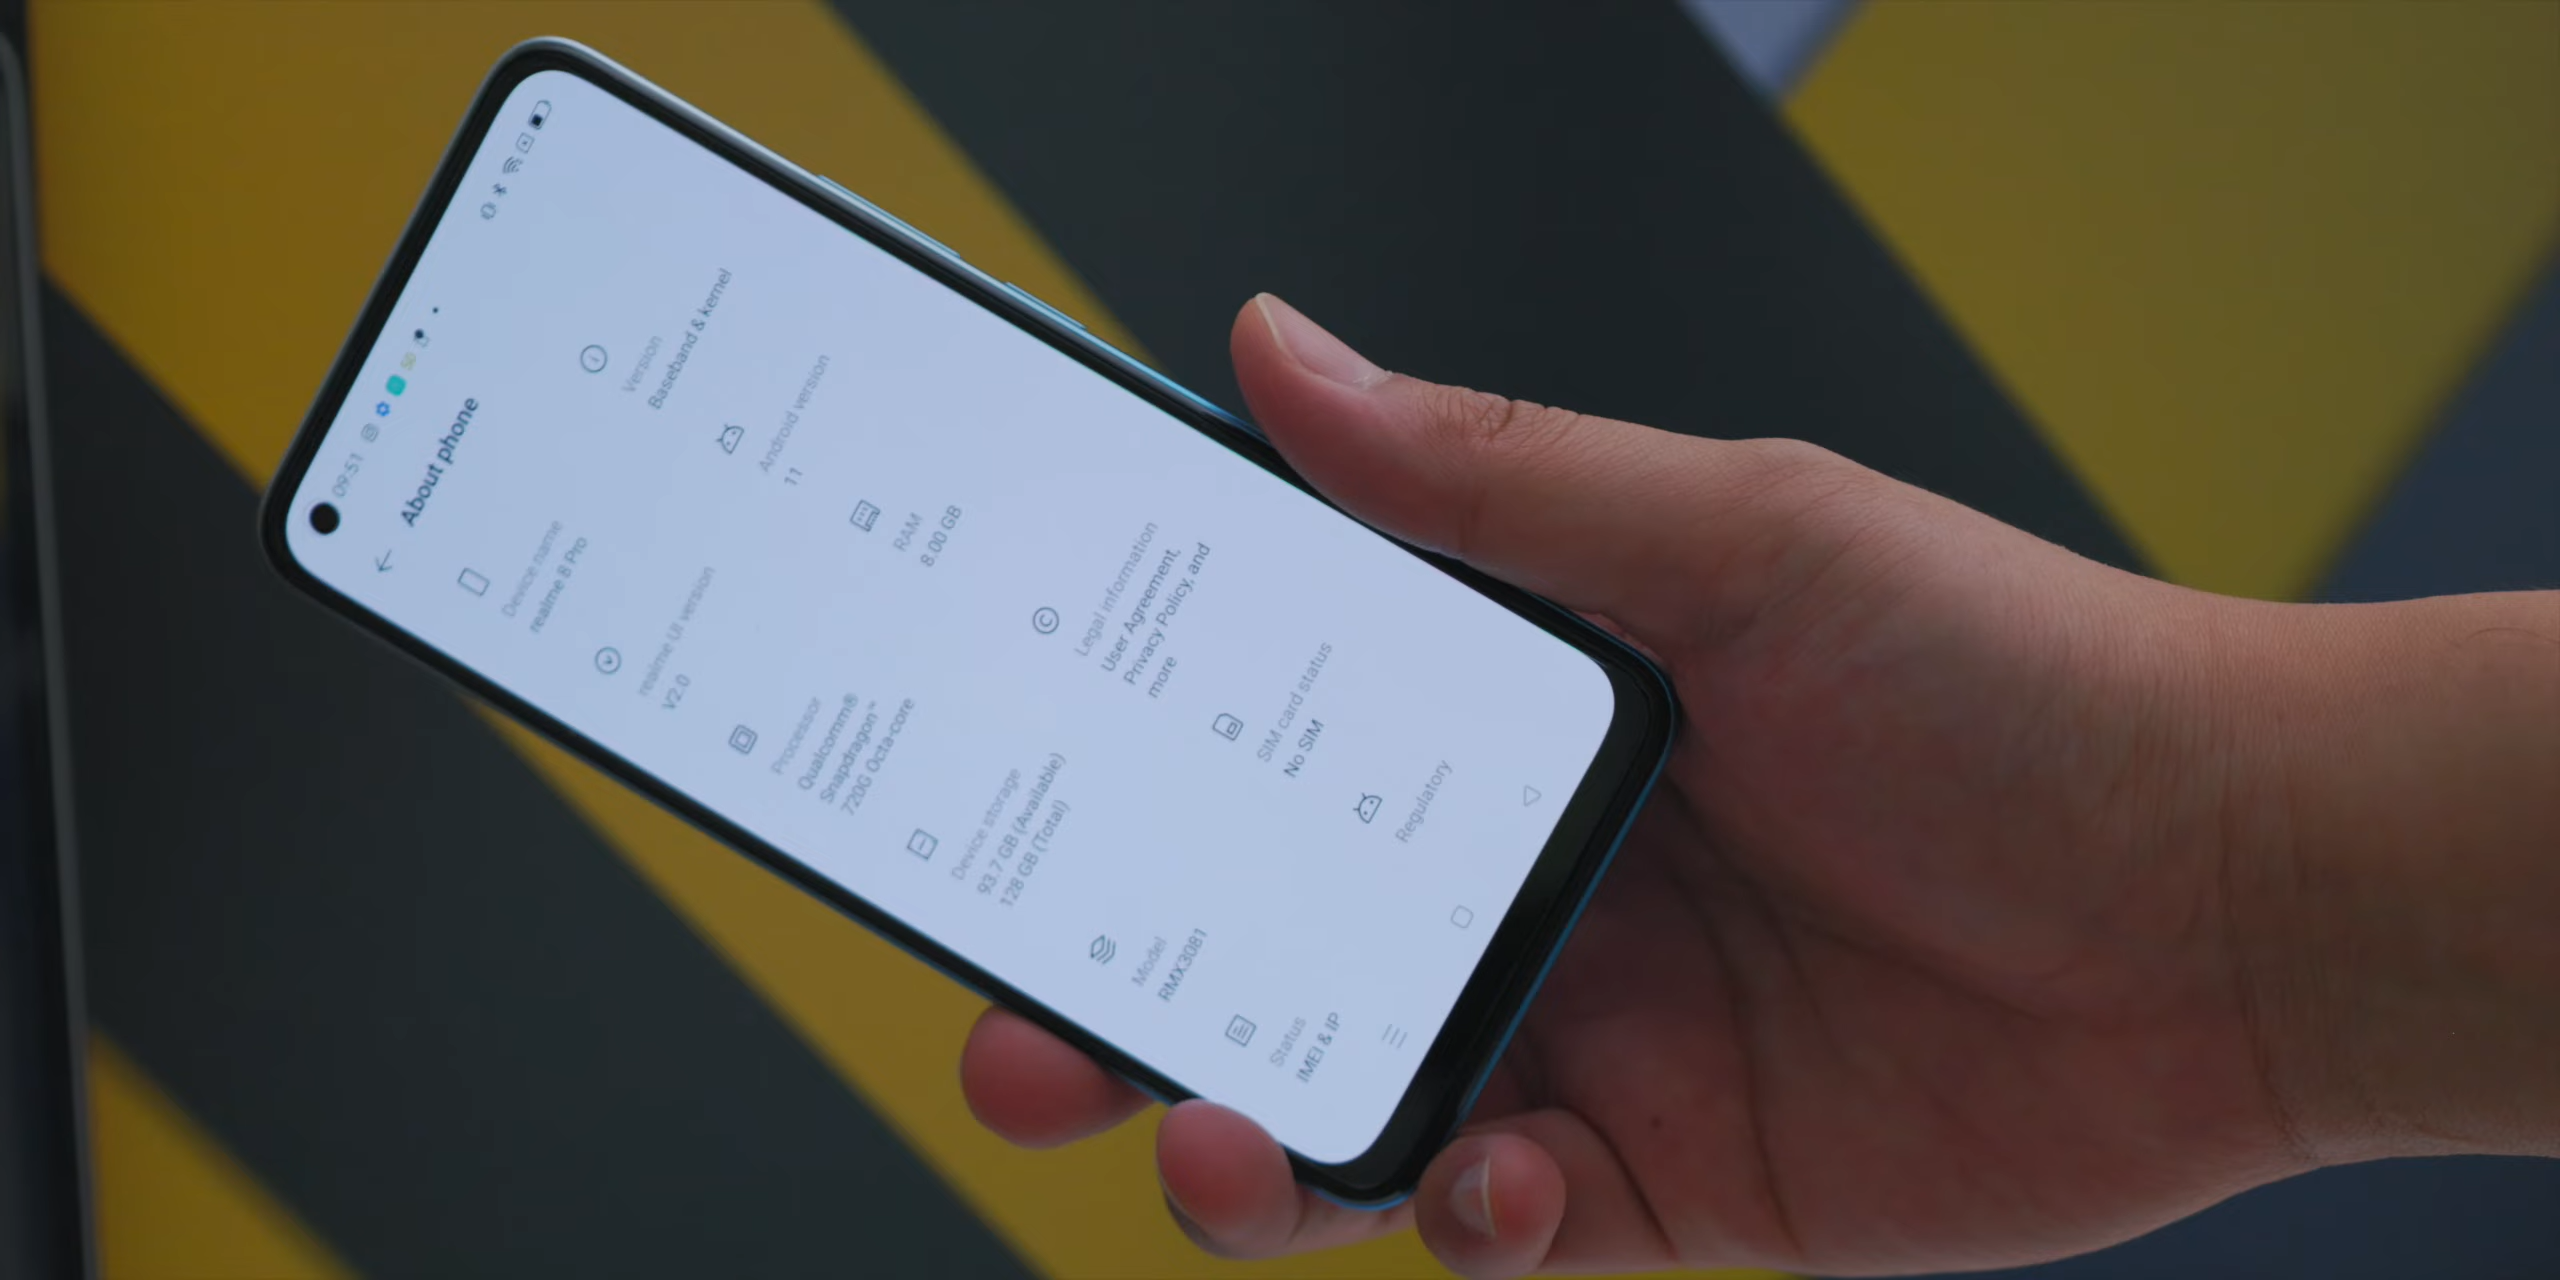 09:51
About phone
Device name
realme 8 Pro
Version
Baseband & kernel
realme UI version
V2.0
Android version
11
Processor
Qualcomm®
Snapdragon™
720G Octa-core
RAM
8.00 GB
Device storage
93.7 GB (Available)
128 GB (Total)
Legal information
User Agreement,
Privacy Policy, and
more
Model
RMX3081
SIM card status
No SIM
Status
IMEI & IP
Regulatory